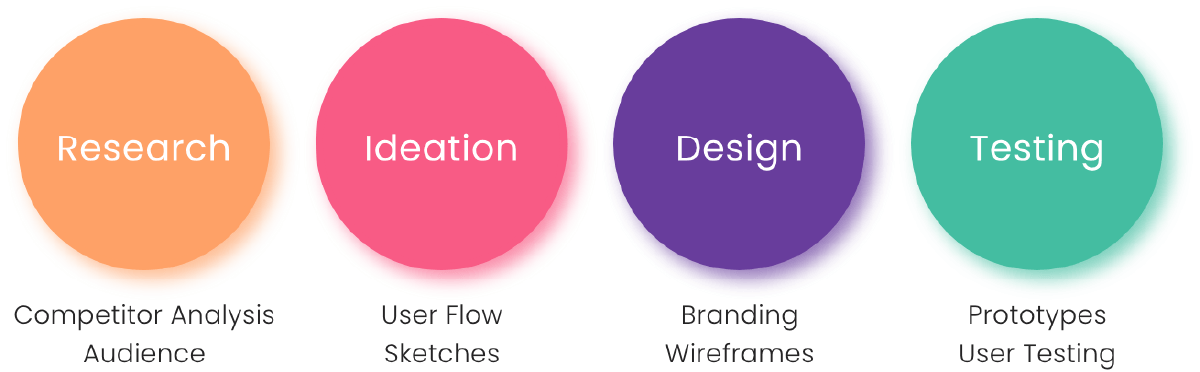 Research
Ideation
Design
Testing
Competitor Analysis
Audience
User Flow
Sketches
Branding
Wireframes
Prototypes
User Testing